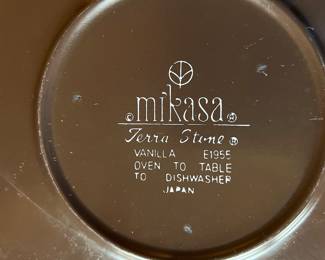 © mikasa ®
Terra Stone ®
VANILLA E1955
OVEN TO TABLE
TO DISHWASHER
JAPAN